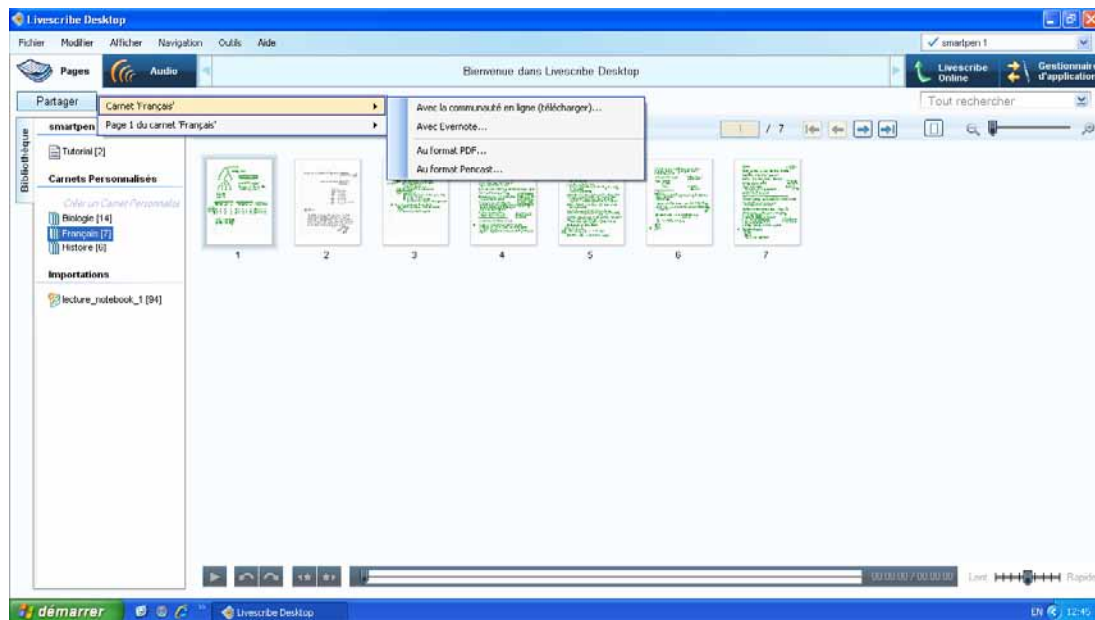 Livescribe Desktop
Fichier Modifier Afficher Navigation Outils Aide
smartpen 1
Pages Audio Bienvenue dans Livescribe Desktop Livescribe Online Gestionnaire d'application
Partager Carnet 'Français' Avec la communauté en ligne (télécharger)... Tout rechercher
smartpen Page 1 du carnet 'Français' Avec Evernote... 1 / 7
Bibliothèque
Tutorial [2] Au format PDF...
Carnets Personnalisés Au format Pencast...
Créer un Carnet Personnalisé
Biologie [14]
Français [7]
Histoire [6]
1 2 3 4 5 6 7
Importations
lecture_notebook_1 [94]
00:00:00 / 00:00:00 Lent Rapide
démarrer Livescribe Desktop EN 12:45